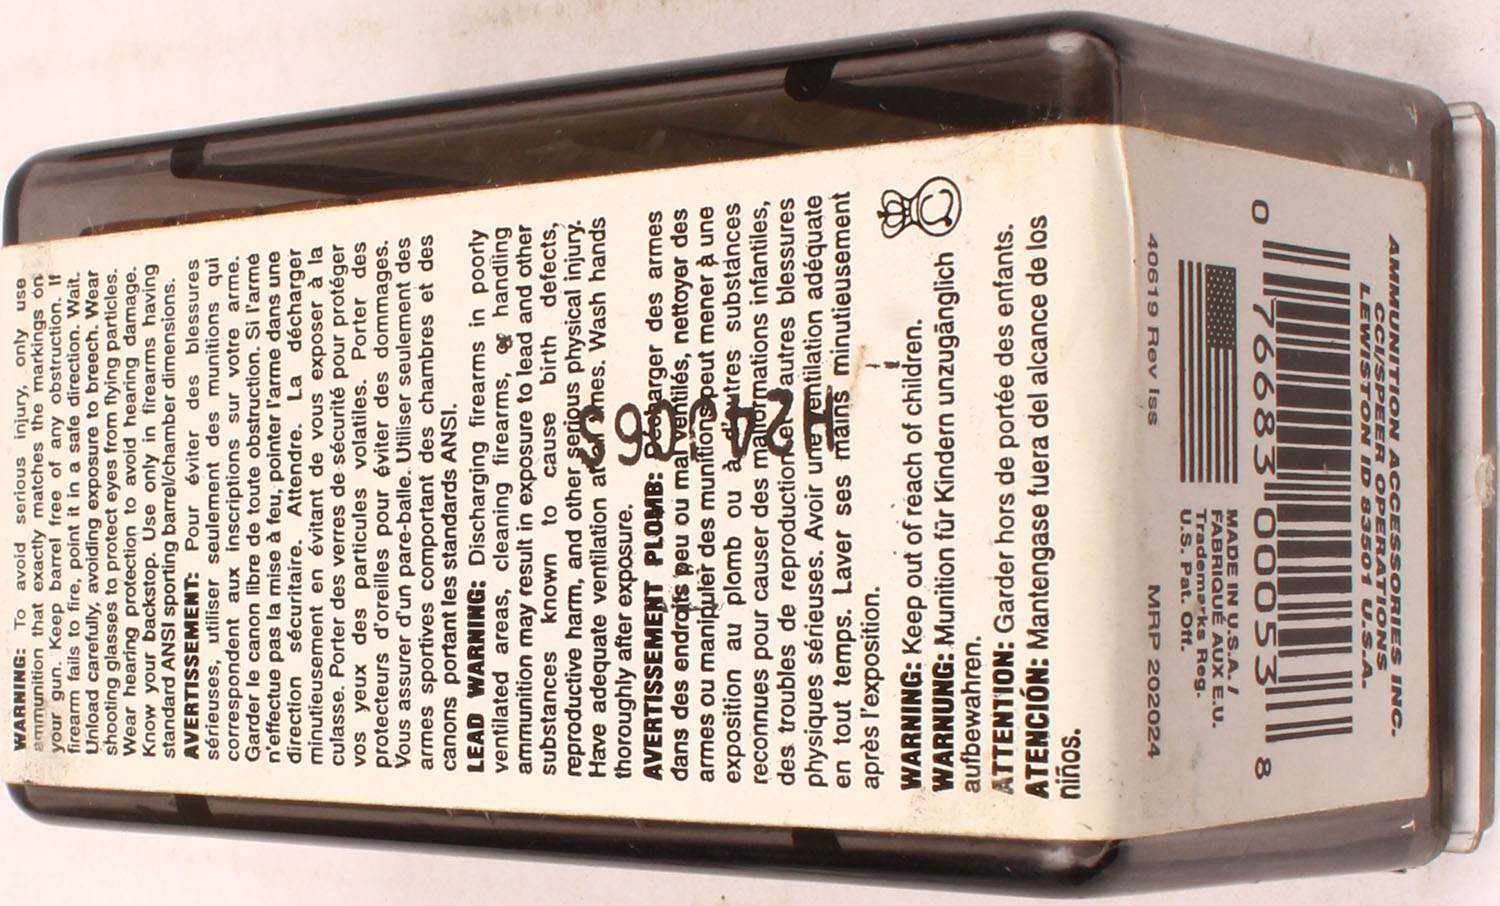 WARNING: To avoid serious injury, only use
ammunition that exactly matches the markings on
your gun. Keep barrel free of any obstruction. If
firearm fails to fire, point it in a safe direction. Wait.
Unload carefully, avoiding exposure to breech. Wear
shooting glasses to protect eyes from flying particles.
Wear hearing protection to avoid hearing damage.
Know your backstop. Use only in firearms having
standard ANSI sporting barrel/chamber dimensions.
AVERTISSEMENT: Pour éviter des blessures
sérieuses, utiliser seulement des munitions qui
correspondent aux inscriptions sur votre arme.
Garder le canon libre de toute obstruction. Si l'arme
n'effectue pas la mise à feu, pointer l'arme dans une
direction sécuritaire. Attendre. La décharger
minutieusement en évitant de vous exposer à la
culasse. Porter des verres de sécurité pour protéger
vos yeux des particules volatiles. Porter des
protecteurs d'oreilles pour éviter des dommages.
Vous assurer d'un pare-balle. Utiliser seulement des
armes sportives comportant des chambres et des
canons portant les standards ANSI.
LEAD WARNING: Discharging firearms in poorly
ventilated areas, cleaning firearms, or handling
ammunition may result in exposure to lead and other
substances known to cause birth defects,
reproductive harm, and other serious physical injury.
Have adequate ventilation at all times. Wash hands
thoroughly after exposure.
AVERTISSEMENT PLOMB: Décharger des armes
dans des endroits peu ou mal ventilés, nettoyer des
armes ou manipuler des munitions peut mener à une
exposition au plomb ou à d'autres substances
reconnues pour causer des malformations infantiles,
des troubles de reproduction et autres blessures
physiques sérieuses. Avoir une ventilation adéquate
en tout temps. Laver ses mains minutieusement
après l'exposition.
WARNING: Keep out of reach of children.
WARNUNG: Munition für Kindern unzugänglich
aufbewahren.
ATTENTION: Garder hors de portée des enfants.
ATENCIÓN: Mantengase fuera del alcance de los
niños.
C
40619 Rev Iss MRP 202024
MADE IN U.S.A. /
FABRIQUÉ AUX E.U.
Trademarks Reg.
U.S. Pat. Off.
0 76683 00053 8
AMMUNITION ACCESSORIES INC.
CCI/SPEER OPERATIONS
LEWISTON ID 83501 U.S.A.